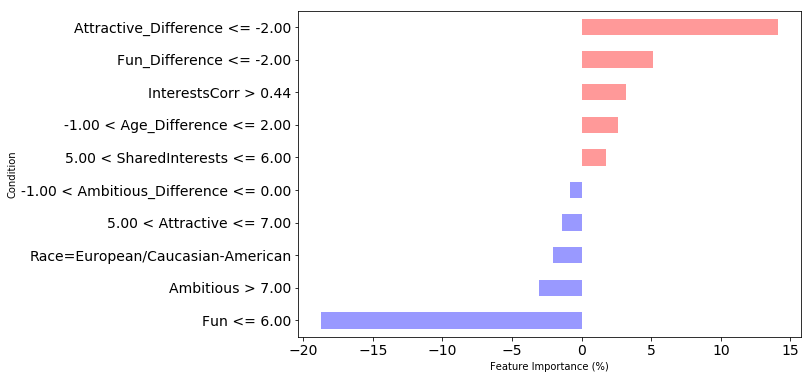 Attractive_Difference <= -2.00
Fun_Difference <= -2.00
InterestsCorr > 0.44
-1.00 < Age_Difference <= 2.00
5.00 < SharedInterests <= 6.00
-1.00 < Ambitious_Difference <= 0.00
5.00 < Attractive <= 7.00
Race=European/Caucasian-American
Ambitious > 7.00
Fun <= 6.00
Condition
−20 −15 −10 −5 0 5 10 15
Feature Importance (%)